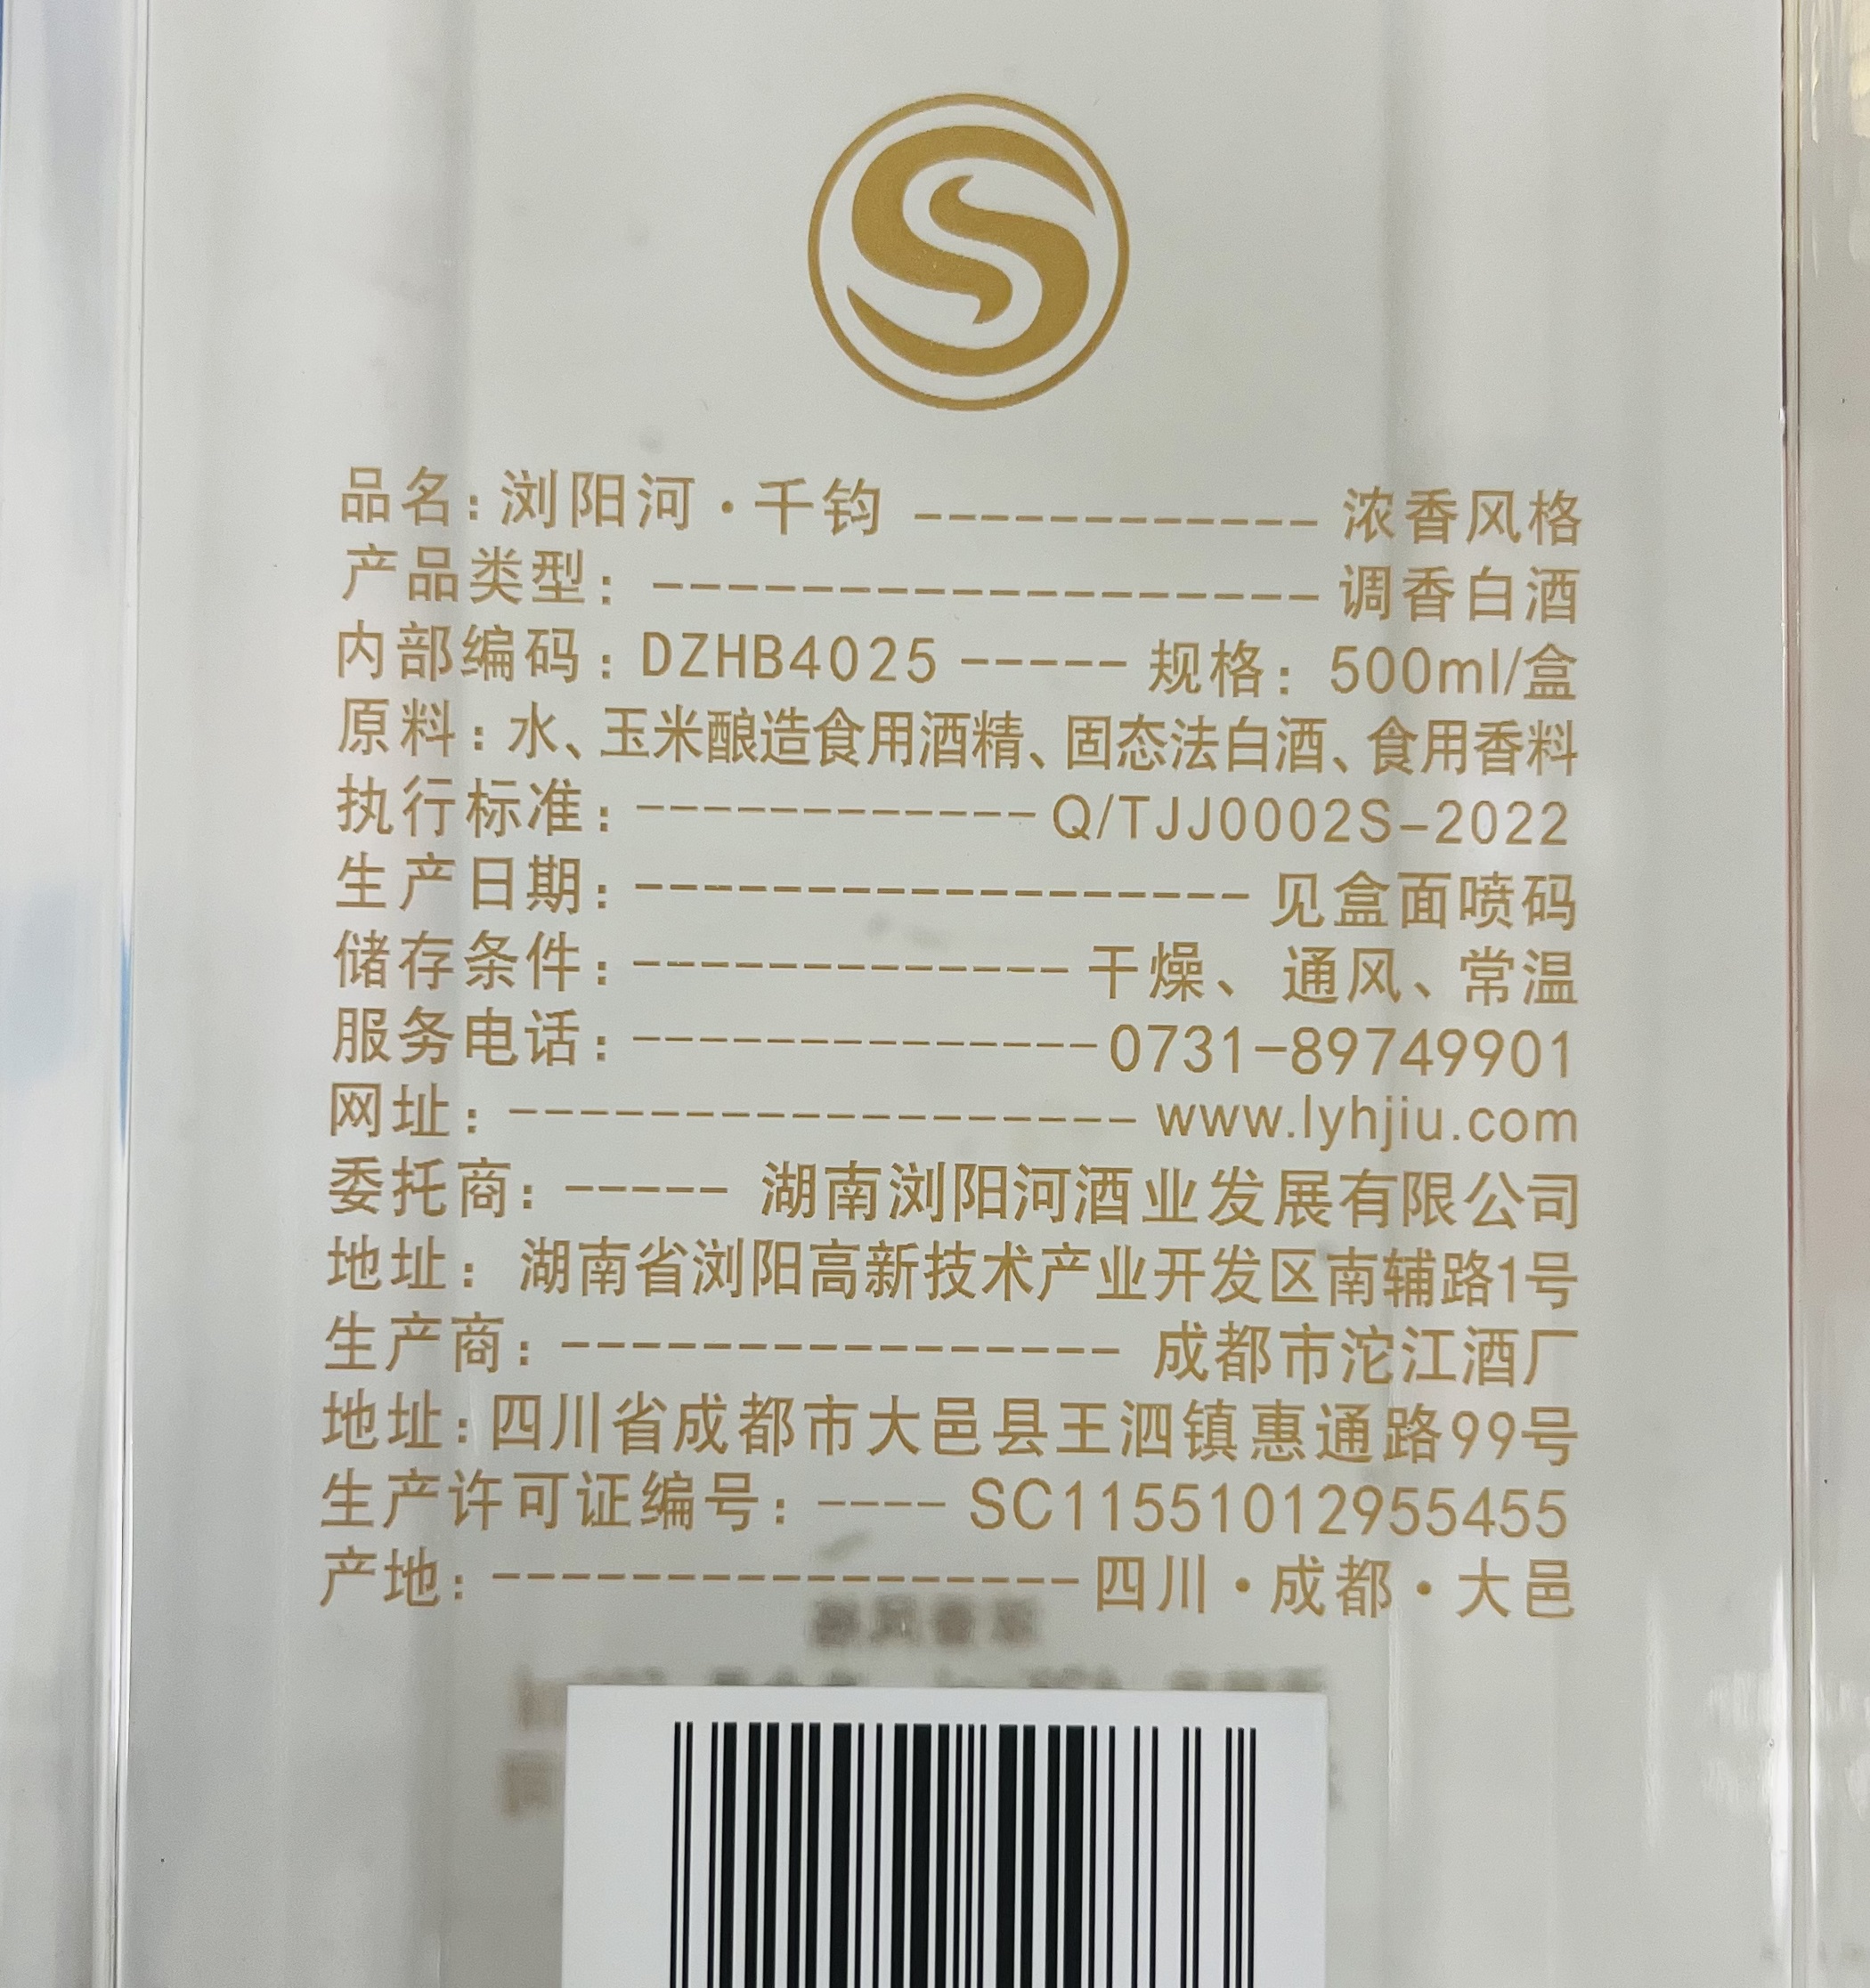 品名：浏阳河·千钧------------浓香风格
产品类型：-------------------调香白酒
内部编码：DZHB4025-----规格：500ml/盒
原料：水、玉米酿造食用酒精、固态法白酒、食用香料
执行标准：------------Q/TJJ0002S-2022
生产日期：------------------见盒面喷码
储存条件：-------------干燥、通风、常温
服务电话：--------------0731-89749901
网址：------------------www.lyhjiu.com
委托商：-----湖南浏阳河酒业发展有限公司
地址：湖南省浏阳高新技术产业开发区南辅路1号
生产商：----------------成都市沱江酒厂
地址：四川省成都市大邑县王泗镇惠通路99号
生产许可证编号：----SC11551012955455
产地：-----------------四川·成都·大邑